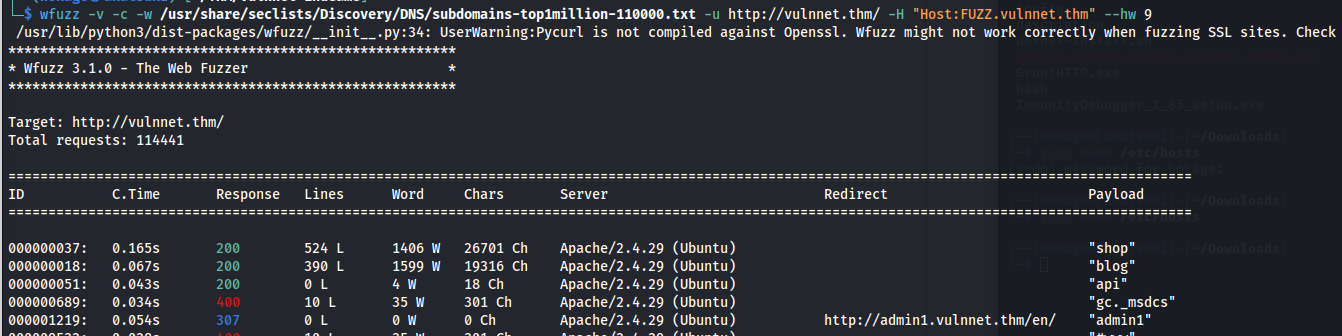 └─$ wfuzz -v -c -w /usr/share/seclists/Discovery/DNS/subdomains-top1million-110000.txt -u http://vulnnet.thm/ -H "Host:FUZZ.vulnnet.thm" --hw 9
/usr/lib/python3/dist-packages/wfuzz/__init__.py:34: UserWarning:Pycurl is not compiled against Openssl. Wfuzz might not work correctly when fuzzing SSL sites. Check
********************************************************
* Wfuzz 3.1.0 - The Web Fuzzer *
********************************************************
Target: http://vulnnet.thm/
Total requests: 114441
ID C.Time Response Lines Word Chars Server Redirect Payload
000000037: 0.165s 200 524 L 1406 W 26701 Ch Apache/2.4.29 (Ubuntu) "shop"
000000018: 0.067s 200 390 L 1599 W 19316 Ch Apache/2.4.29 (Ubuntu) "blog"
000000051: 0.043s 200 0 L 4 W 18 Ch Apache/2.4.29 (Ubuntu) "api"
000000689: 0.034s 400 10 L 35 W 301 Ch Apache/2.4.29 (Ubuntu) "gc._msdcs"
000001219: 0.054s 307 0 L 0 W 0 Ch Apache/2.4.29 (Ubuntu) http://admin1.vulnnet.thm/en/ "admin1"
GruntHTTP.exe
hash
ImmunityDebugger_1_85_setup.exe
~/Downloads
/etc/hosts